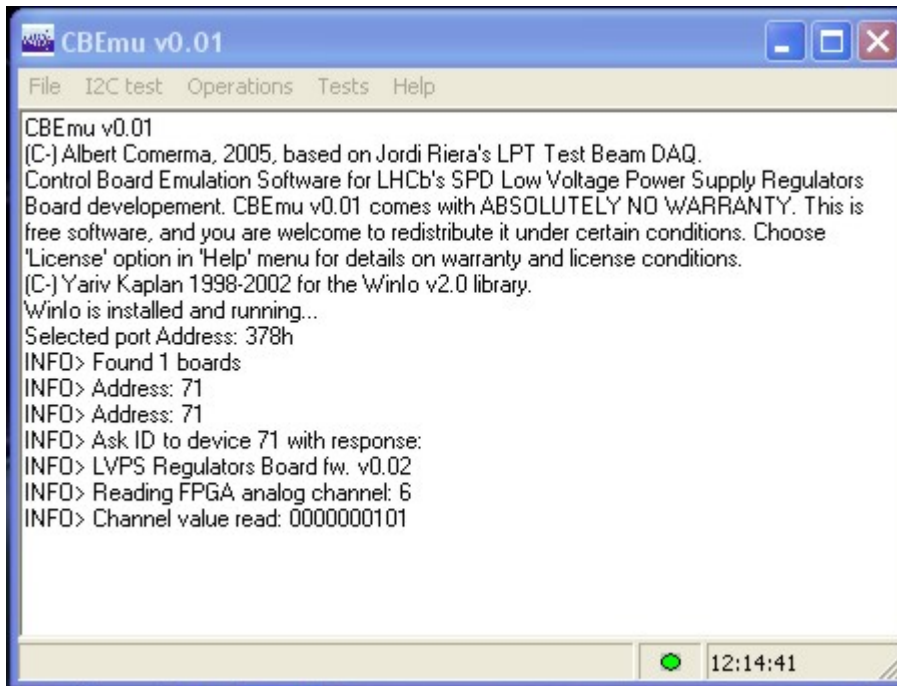 CBEmu v0.01
File I2C test Operations Tests Help
CBEmu v0.01
(C-) Albert Comerma, 2005, based on Jordi Riera's LPT Test Beam DAQ.
Control Board Emulation Software for LHCb's SPD Low Voltage Power Supply Regulators
Board developement. CBEmu v0.01 comes with ABSOLUTELY NO WARRANTY. This is
free software, and you are welcome to redistribute it under certain conditions. Choose
'License' option in 'Help' menu for details on warranty and license conditions.
(C-) Yariv Kaplan 1998-2002 for the WinIo v2.0 library.
WinIo is installed and running...
Selected port Address: 378h
INFO> Found 1 boards
INFO> Address: 71
INFO> Address: 71
INFO> Ask ID to device 71 with response:
INFO> LVPS Regulators Board fw. v0.02
INFO> Reading FPGA analog channel: 6
INFO> Channel value read: 0000000101
12:14:41